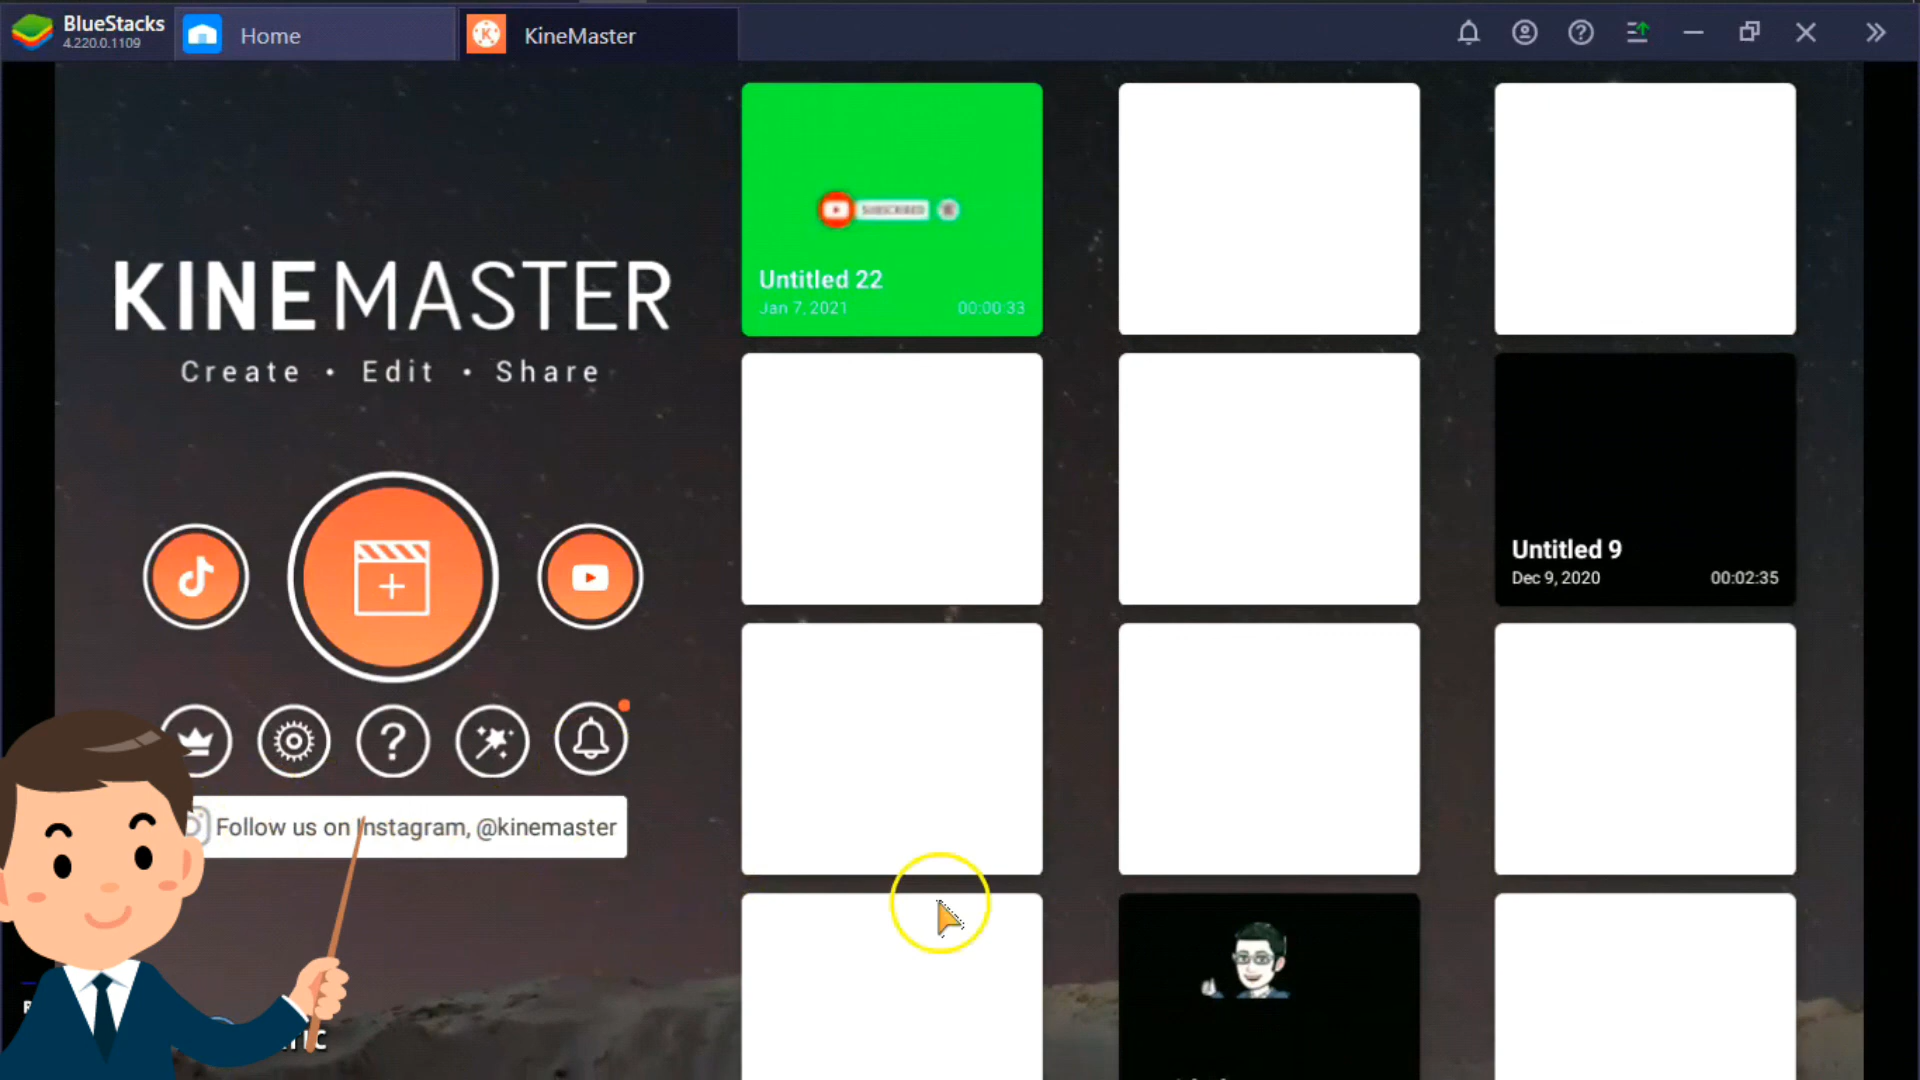 BlueStacks
4.220.0.1109
Home
KineMaster
KINEMASTER
Create • Edit • Share
Follow us on Instagram, @kinemaster
SUBSCRIBED
Untitled 22
Jan 7, 2021 00:00:33
Untitled 9
Dec 9, 2020 00:02:35